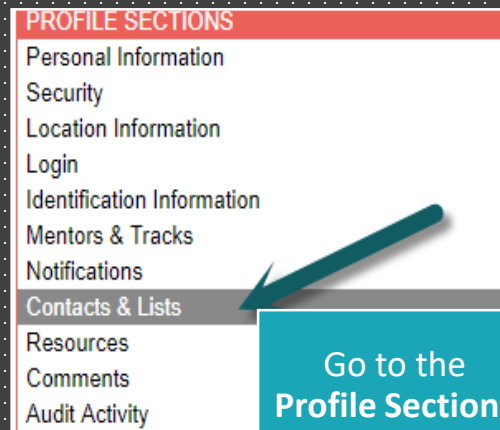 PROFILE SECTIONS
Personal Information
Security
Location Information
Login
Identification Information
Mentors & Tracks
Notifications
Contacts & Lists
Resources
Comments
Audit Activity
Go to the
Profile Section